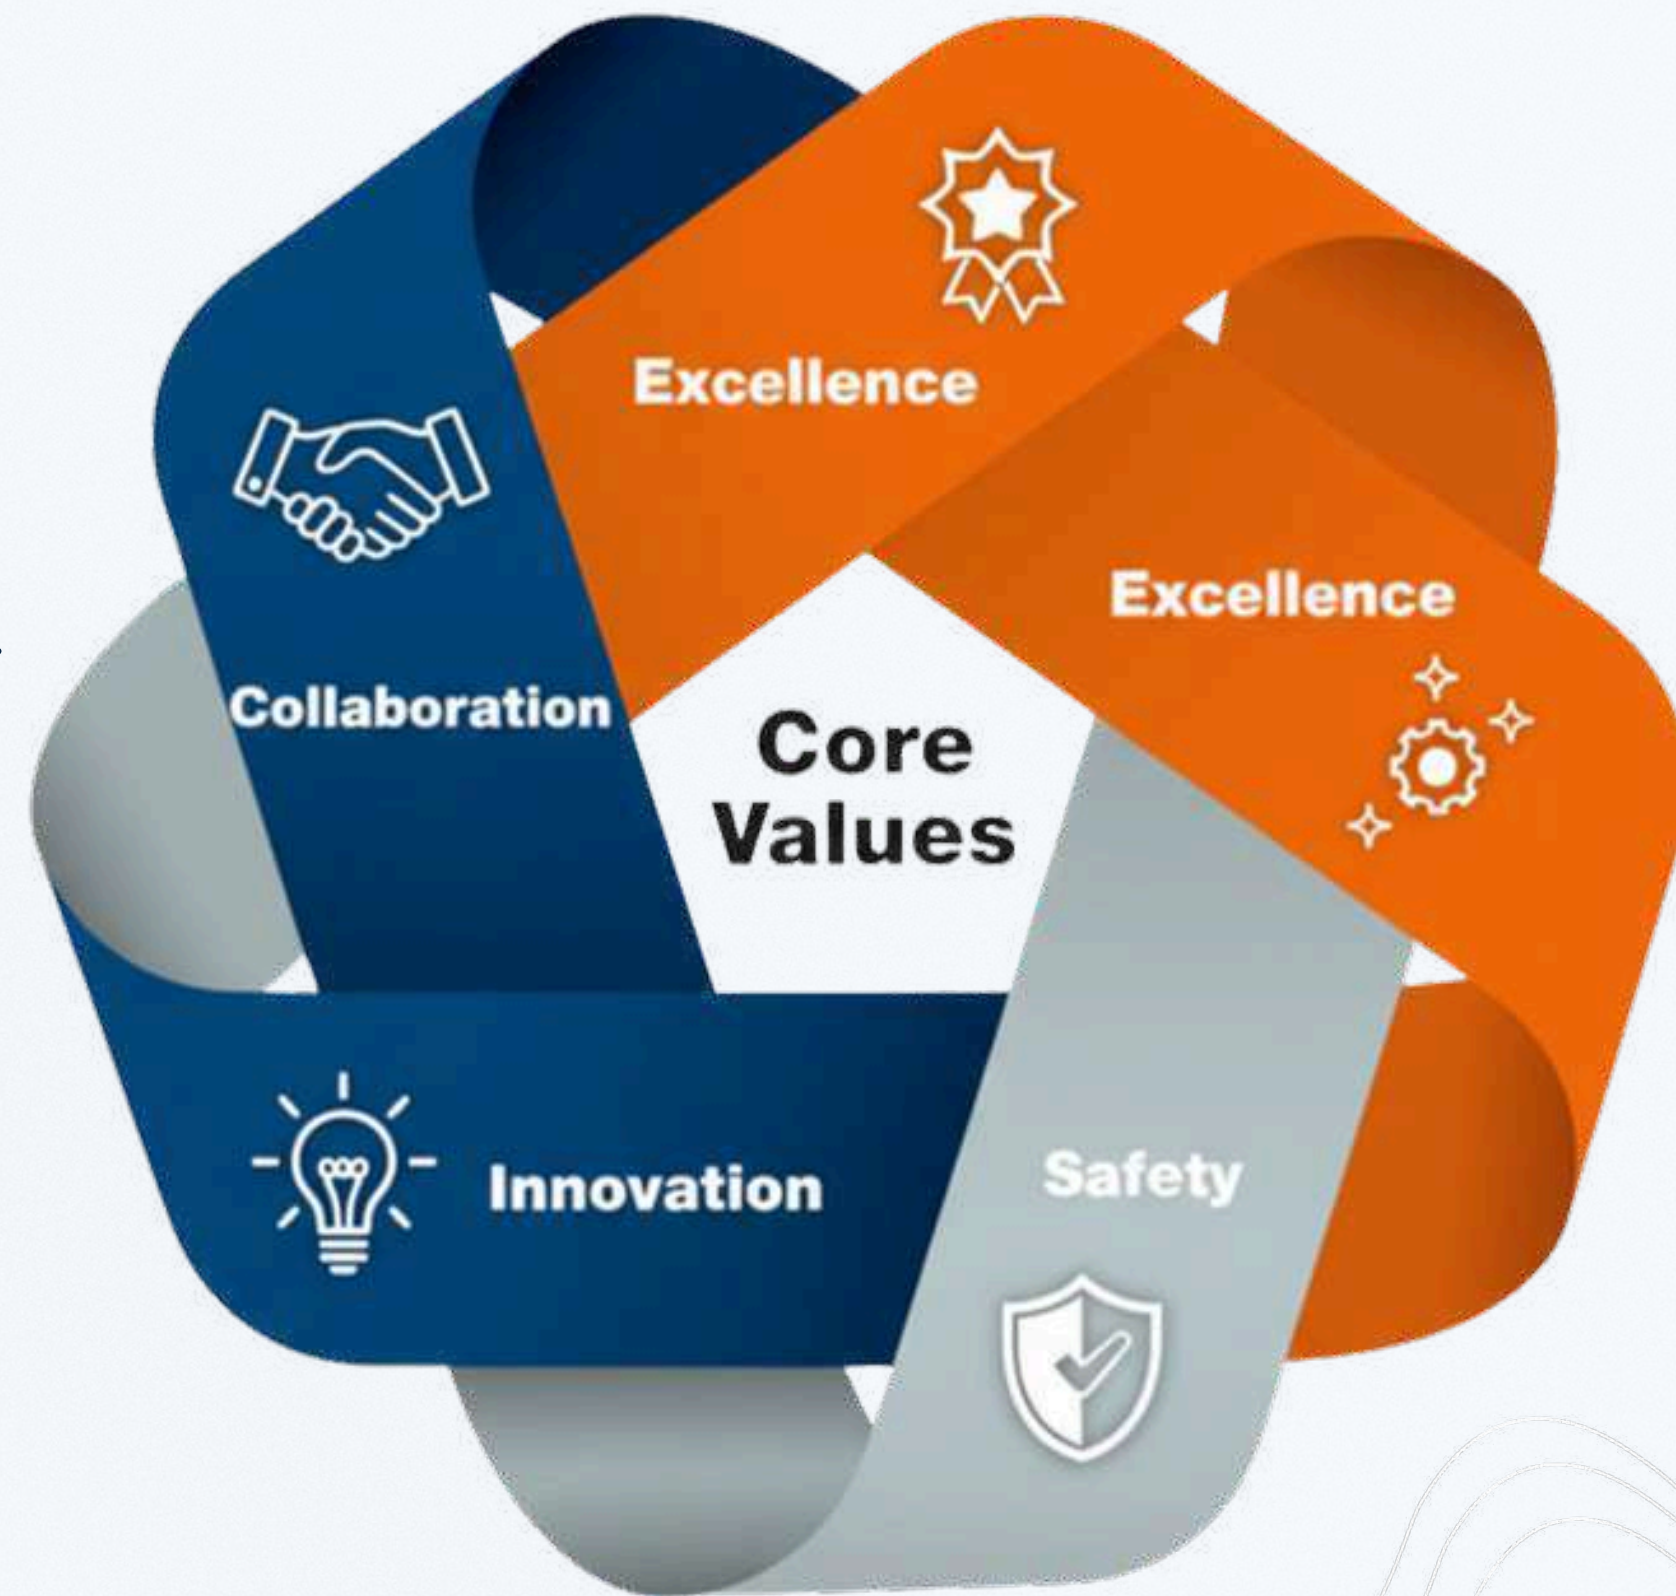 Excellence
Excellence
Collaboration
Core
Values
Innovation
Safety